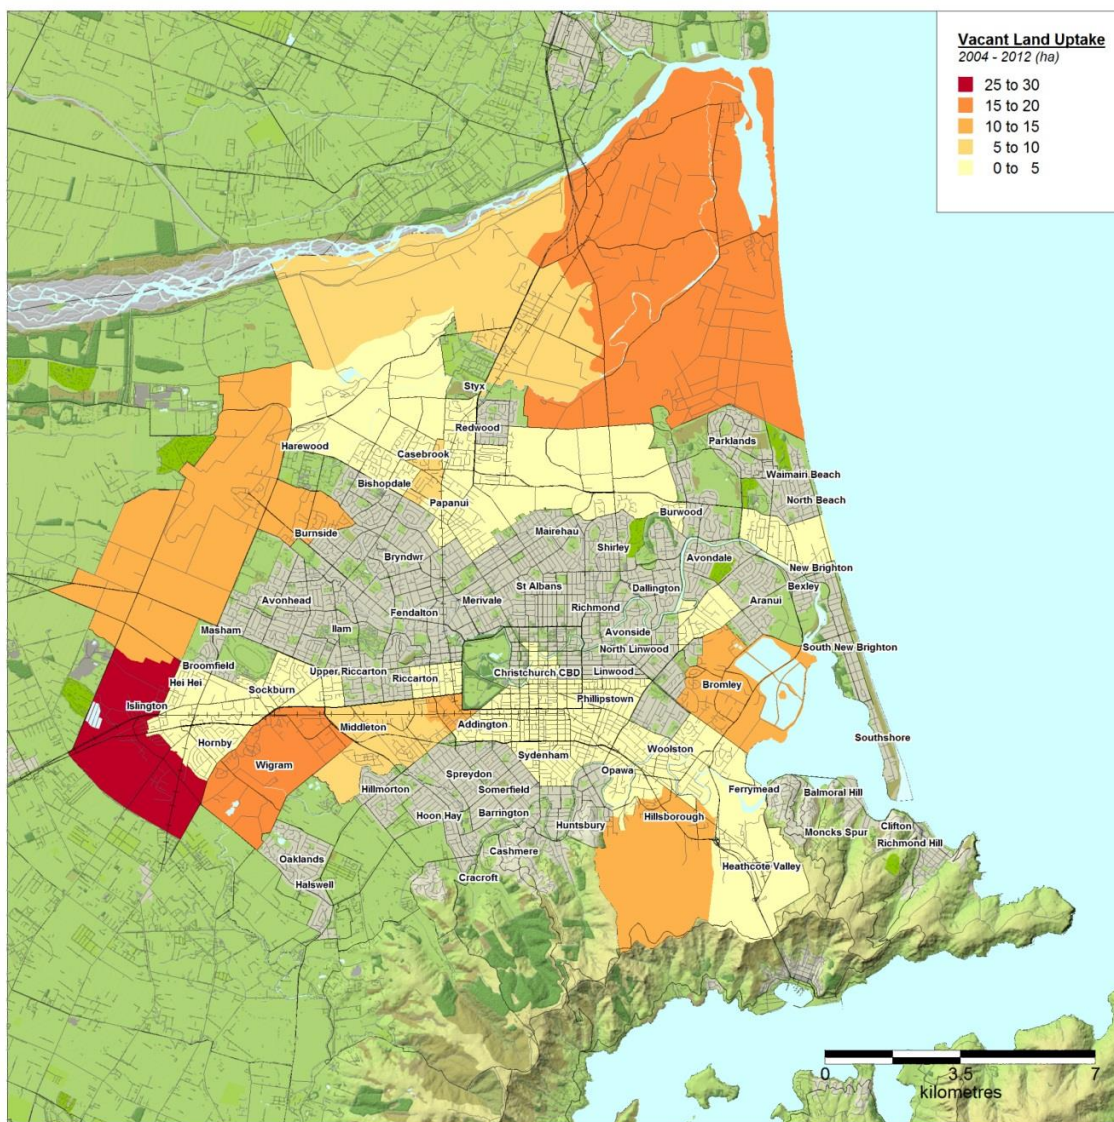 Vacant Land Uptake
2004 - 2012 (ha)
25 to 30
15 to 20
10 to 15
5 to 10
0 to 5
Styx
Redwood
Parklands
Harewood
Casebrook
Waimairi Beach
Bishopdale
North Beach
Papanui
Burwood
Burnside
Mairehau
Shirley
Bryndwr
Avondale
New Brighton
St Albans
Dallington
Bexley
Avonhead
Merivale
Richmond
Aranui
Fendalton
Masham
Ilam
Avonside
North Linwood
South New Brighton
Broomfield
Upper Riccarton
Riccarton
Christchurch CBD
Linwood
Hei Hei
Sockburn
Bromley
Islington
Phillipstown
Middleton
Addington
Southshore
Hornby
Woolston
Sydenham
Wigram
Opawa
Spreydon
Hillmorton
Somerfield
Ferrymead
Balmoral Hill
Hoon Hay
Barrington
Hillsborough
Huntsbury
Clifton
Moncks Spur
Richmond Hill
Cashmere
Oaklands
Heathcote Valley
Cracroft
Halswell
0 3.5 7
kilometres